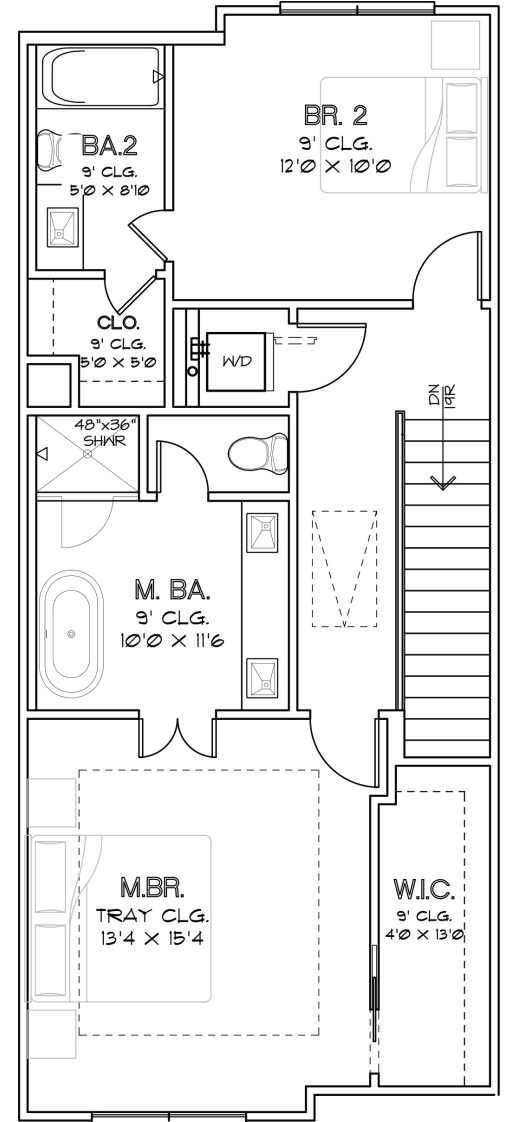 BR. 2
9' CLG.
12'0 X 10'0
BA.2
9' CLG.
5'0 X 8'10
CLO.
9' CLG.
5'0 X 5'0
W/D
DN
19R
48"x36"
SHWR
M. BA.
9' CLG.
10'0 X 11'6
M.BR.
TRAY CLG.
13'4 X 15'4
W.I.C.
9' CLG.
4'0 X 13'0